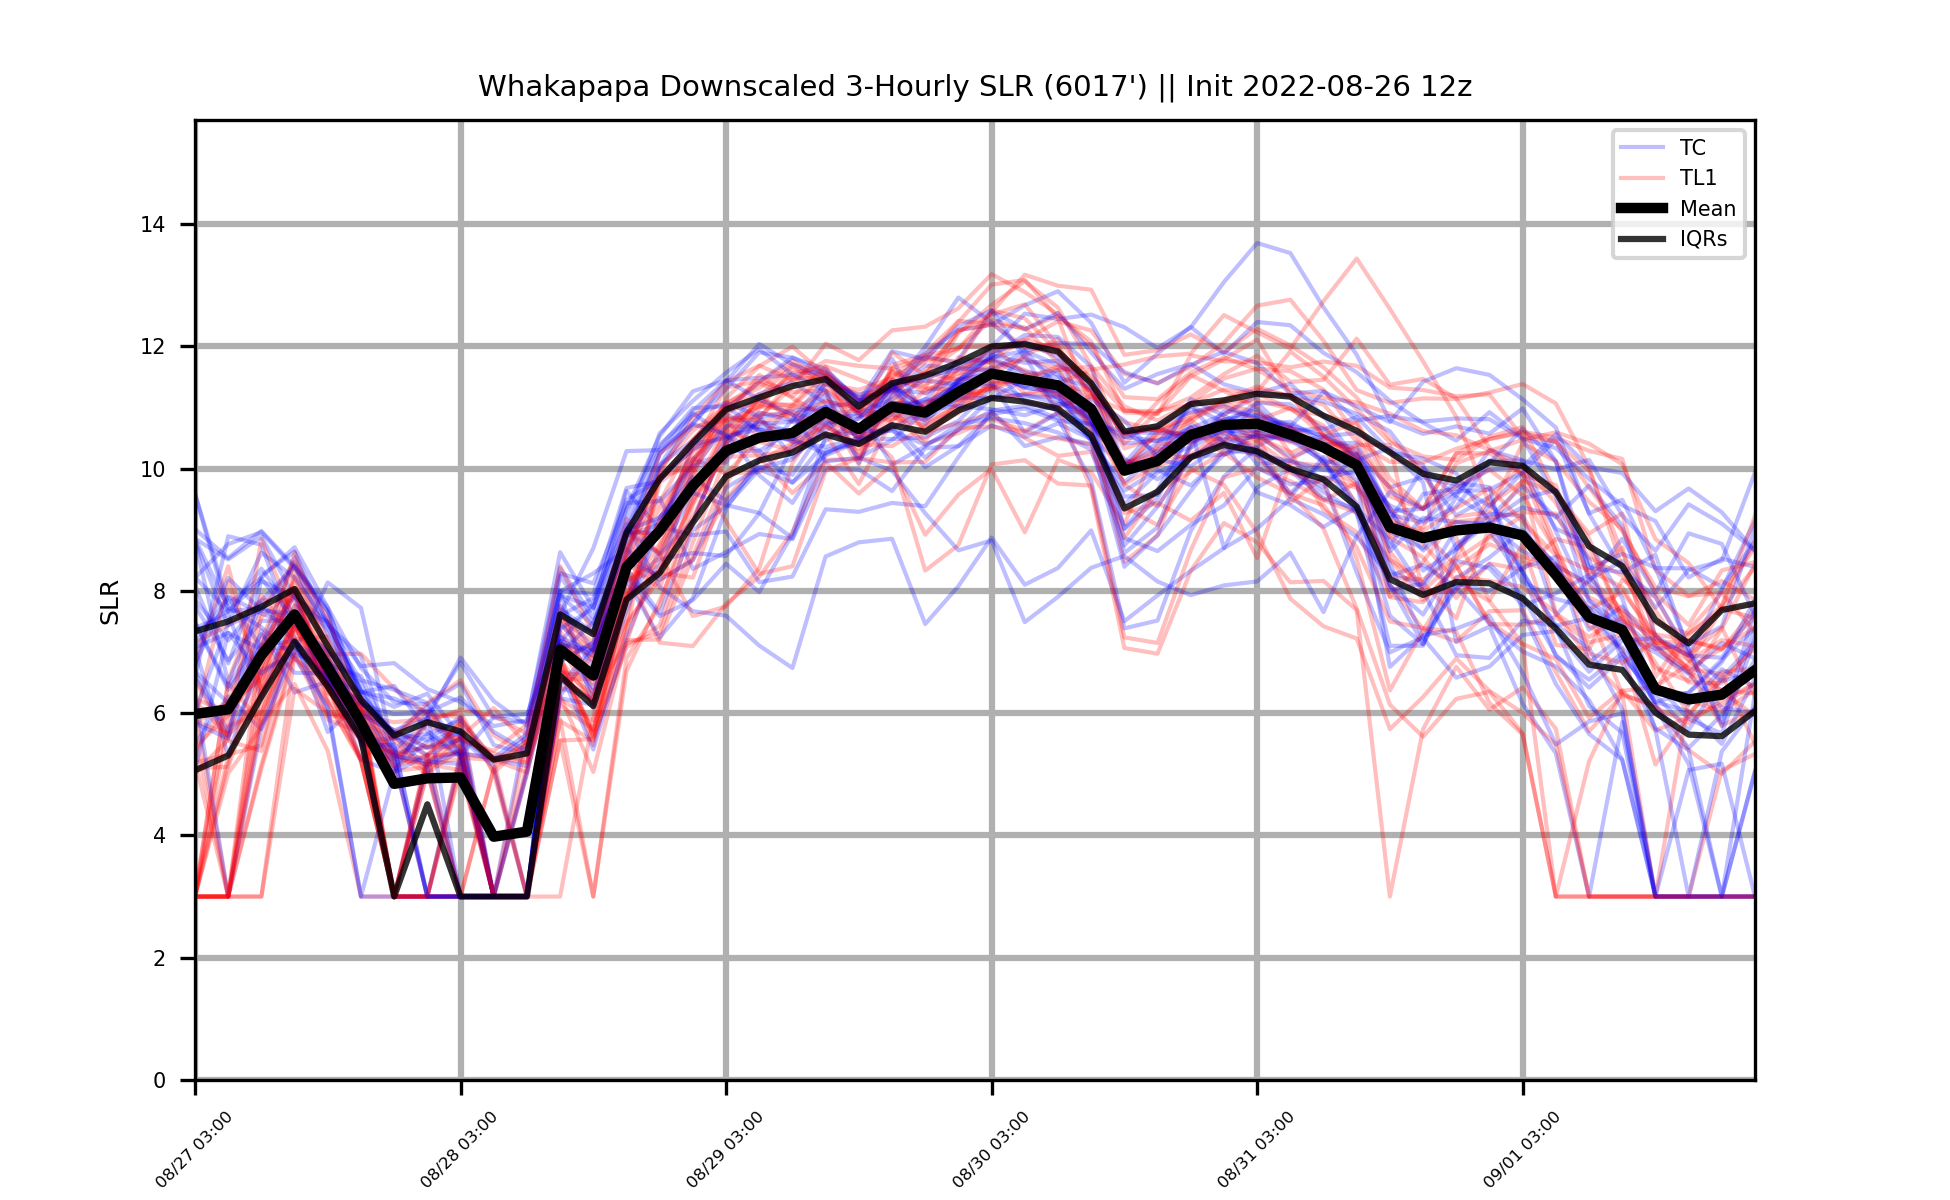 Whakapapa Downscaled 3-Hourly SLR (6017') || Init 2022-08-26 12z
TC
TL1
Mean
IQRs
SLR
14
12
10
8
6
4
2
0
08/27 03:00
08/28 03:00
08/29 03:00
08/30 03:00
08/31 03:00
09/01 03:00